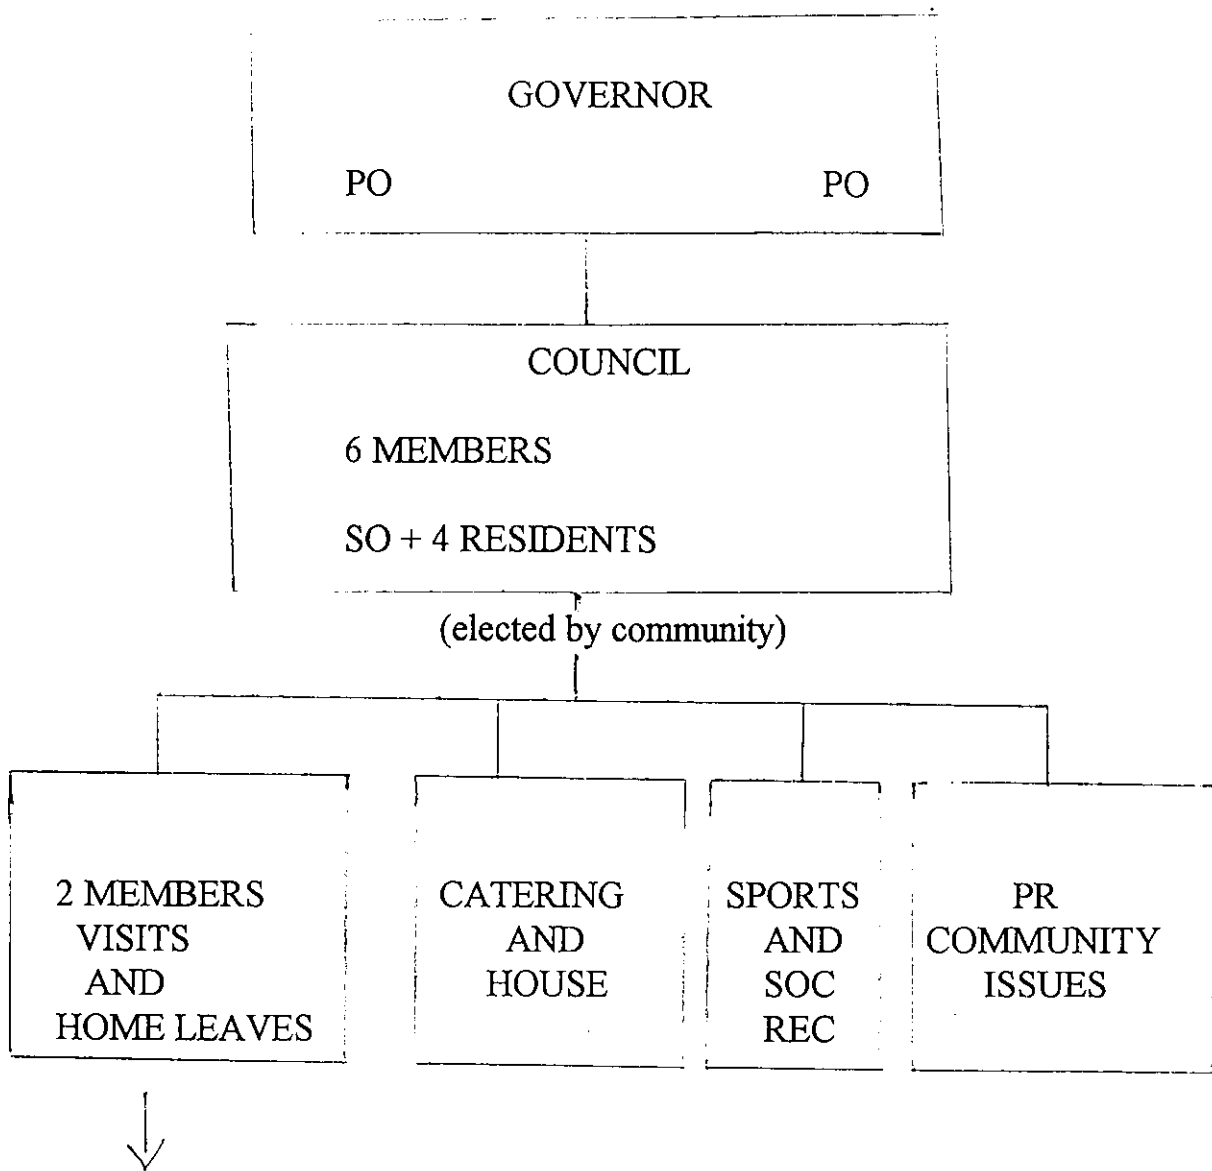 GOVERNOR
PO PO
COUNCIL
6 MEMBERS
SO + 4 RESIDENTS
(elected by community)
2 MEMBERS
VISITS
AND
HOME LEAVES
CATERING
AND
HOUSE
SPORTS
AND
SOC
REC
PR
COMMUNITY
ISSUES